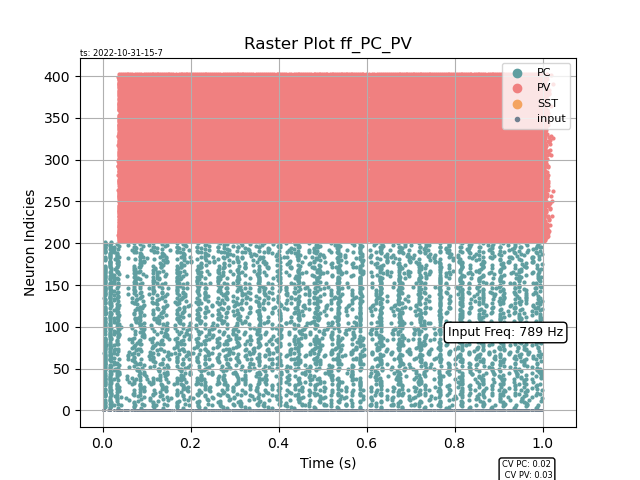 Raster Plot ff_PC_PV
ts: 2022-10-31-15-7
PC
PV
SST
input
400
350
300
250
200
150
100
50
0
Neuron Indicies
Input Freq: 789 Hz
0.0
0.2
0.4
0.6
0.8
1.0
Time (s)
CV PC: 0.02
CV PV: 0.03